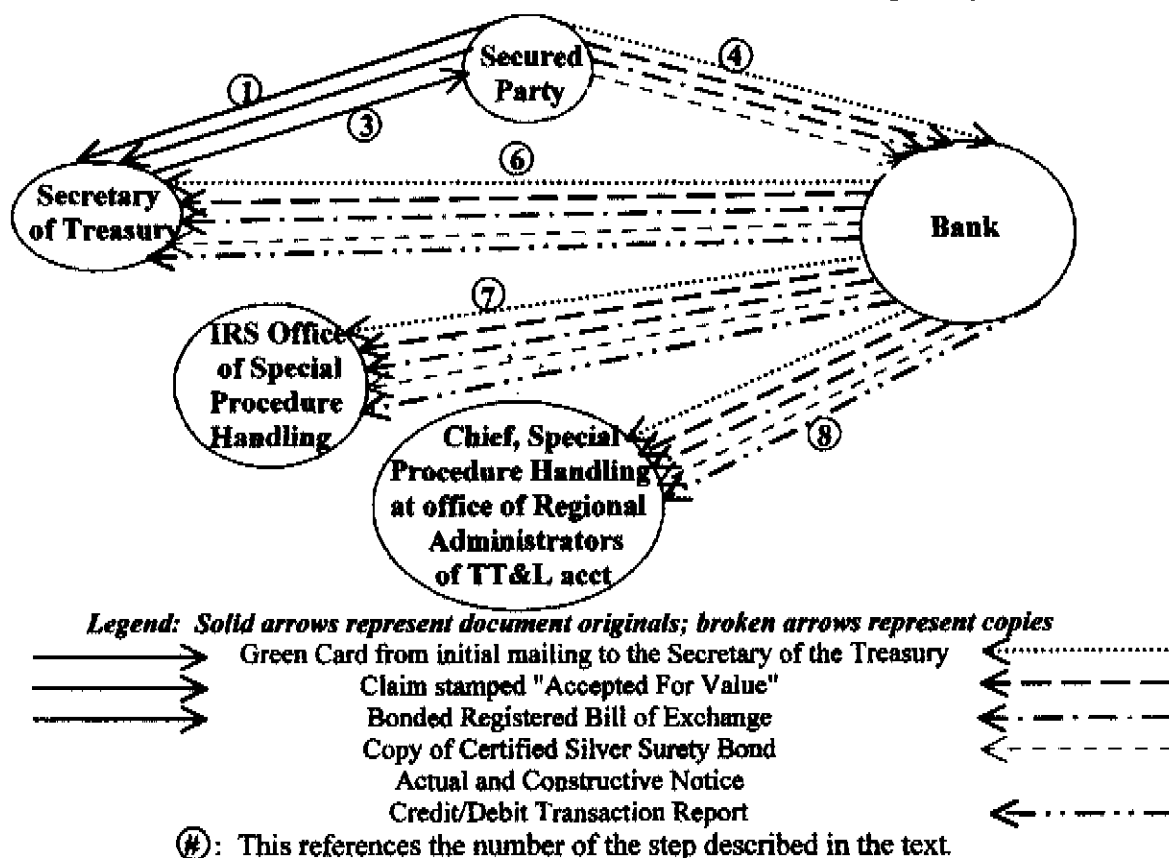 Secured
Party
①
③
④
⑥
Secretary
of Treasury
Bank
⑦
IRS Office
of Special
Procedure
Handling
⑧
Chief, Special
Procedure Handling
at office of Regional
Administrators
of TT&L acct
Legend: Solid arrows represent document originals; broken arrows represent copies
Green Card from initial mailing to the Secretary of the Treasury
Claim stamped "Accepted For Value"
Bonded Registered Bill of Exchange
Copy of Certified Silver Surety Bond
Actual and Constructive Notice
Credit/Debit Transaction Report
(#): This references the number of the step described in the text.